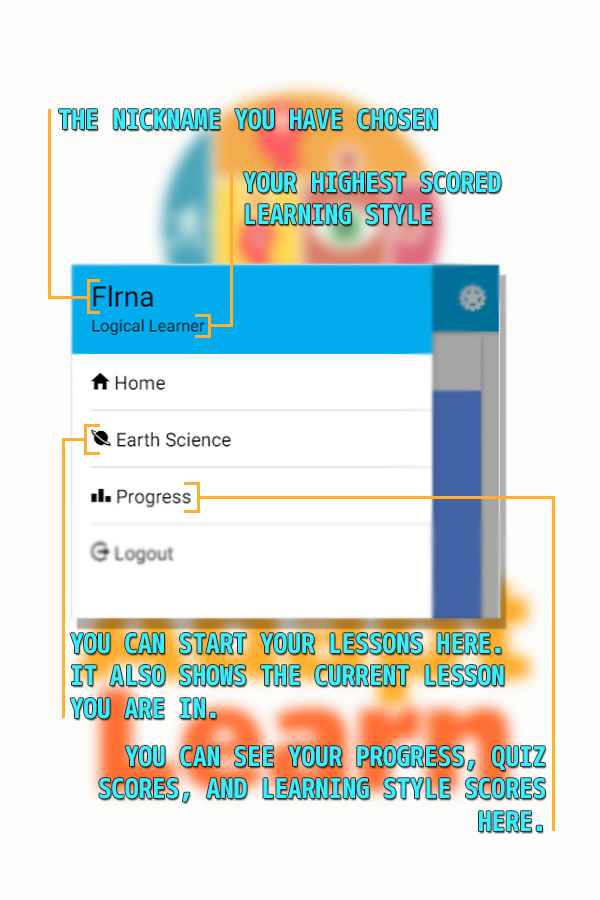 THE NICKNAME YOU HAVE CHOSEN
YOUR HIGHEST SCORED
LEARNING STYLE
Flrna
Logical Learner
Home
Earth Science
Progress
Logout
YOU CAN START YOUR LESSONS HERE.
IT ALSO SHOWS THE CURRENT LESSON
YOU ARE IN.
Learn
YOU CAN SEE YOUR PROGRESS, QUIZ
SCORES, AND LEARNING STYLE SCORES
HERE.